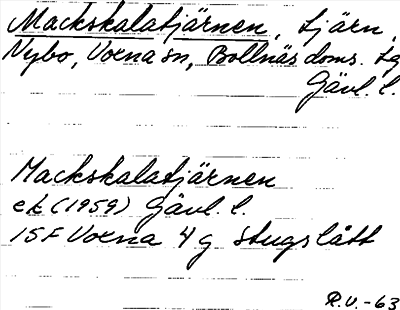 Mackskalatjärnen, tjärn,
Nybo, Voxna sn, Bollnäs doms. tg
Gävl. l.
Mackskalatjärnen
ek (1959) Gävl. l.
15F Voxna 4 g Stugslått
R.U.-63